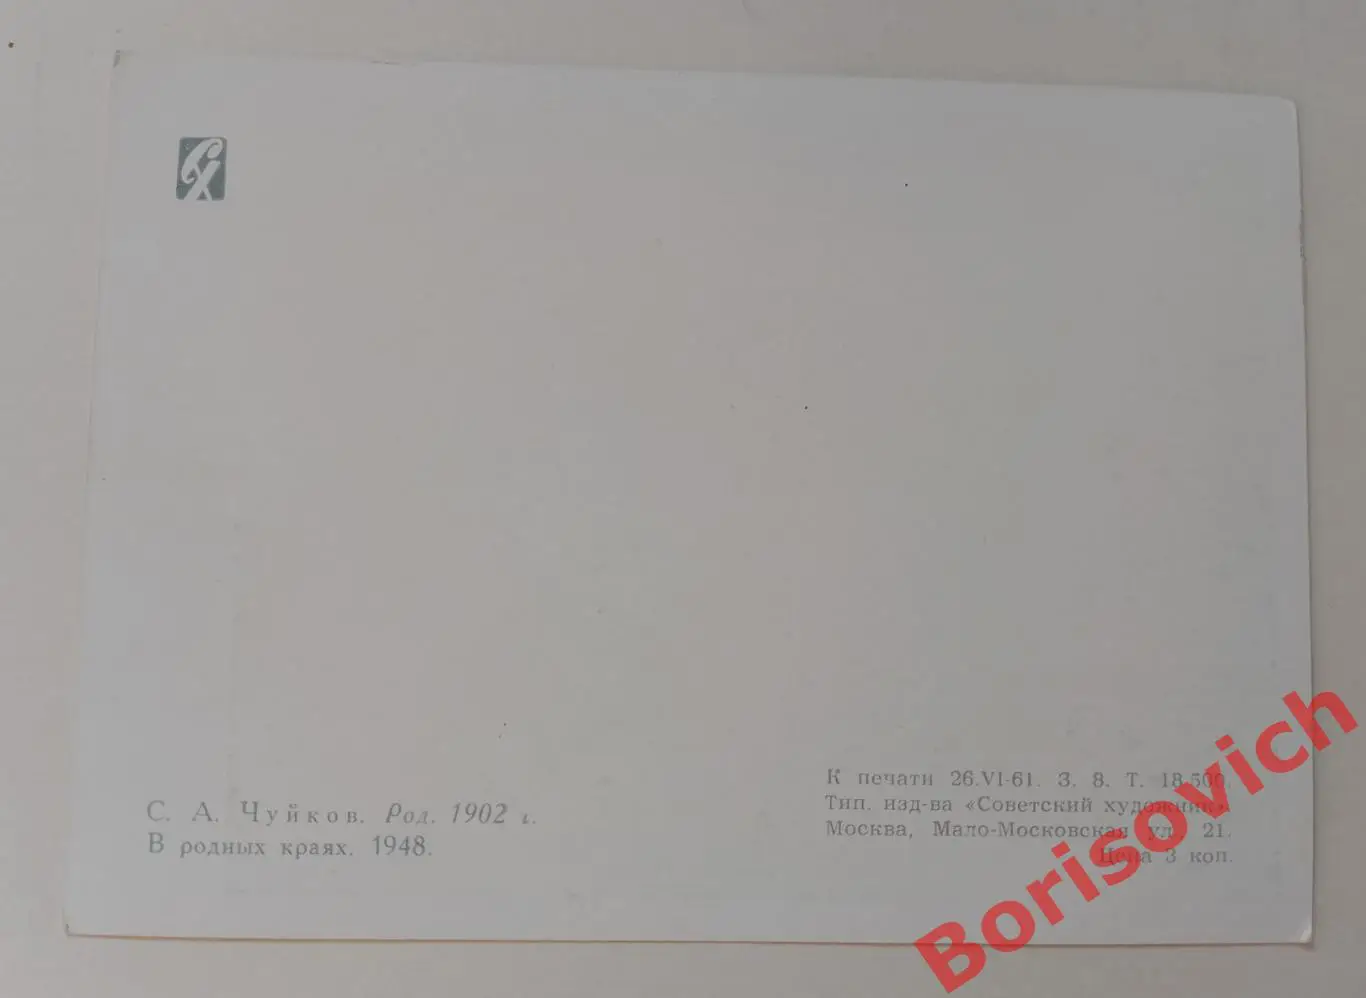 СХ
С. А. Чуйков. Род. 1902 г.
В родных краях. 1948.
К печати 26.VI-61. З. 8. Т. 18.500.
Тип. изд-ва «Советский художник».
Москва, Мало-Московская ул., 21.
Цена 3 коп.
Borisovich